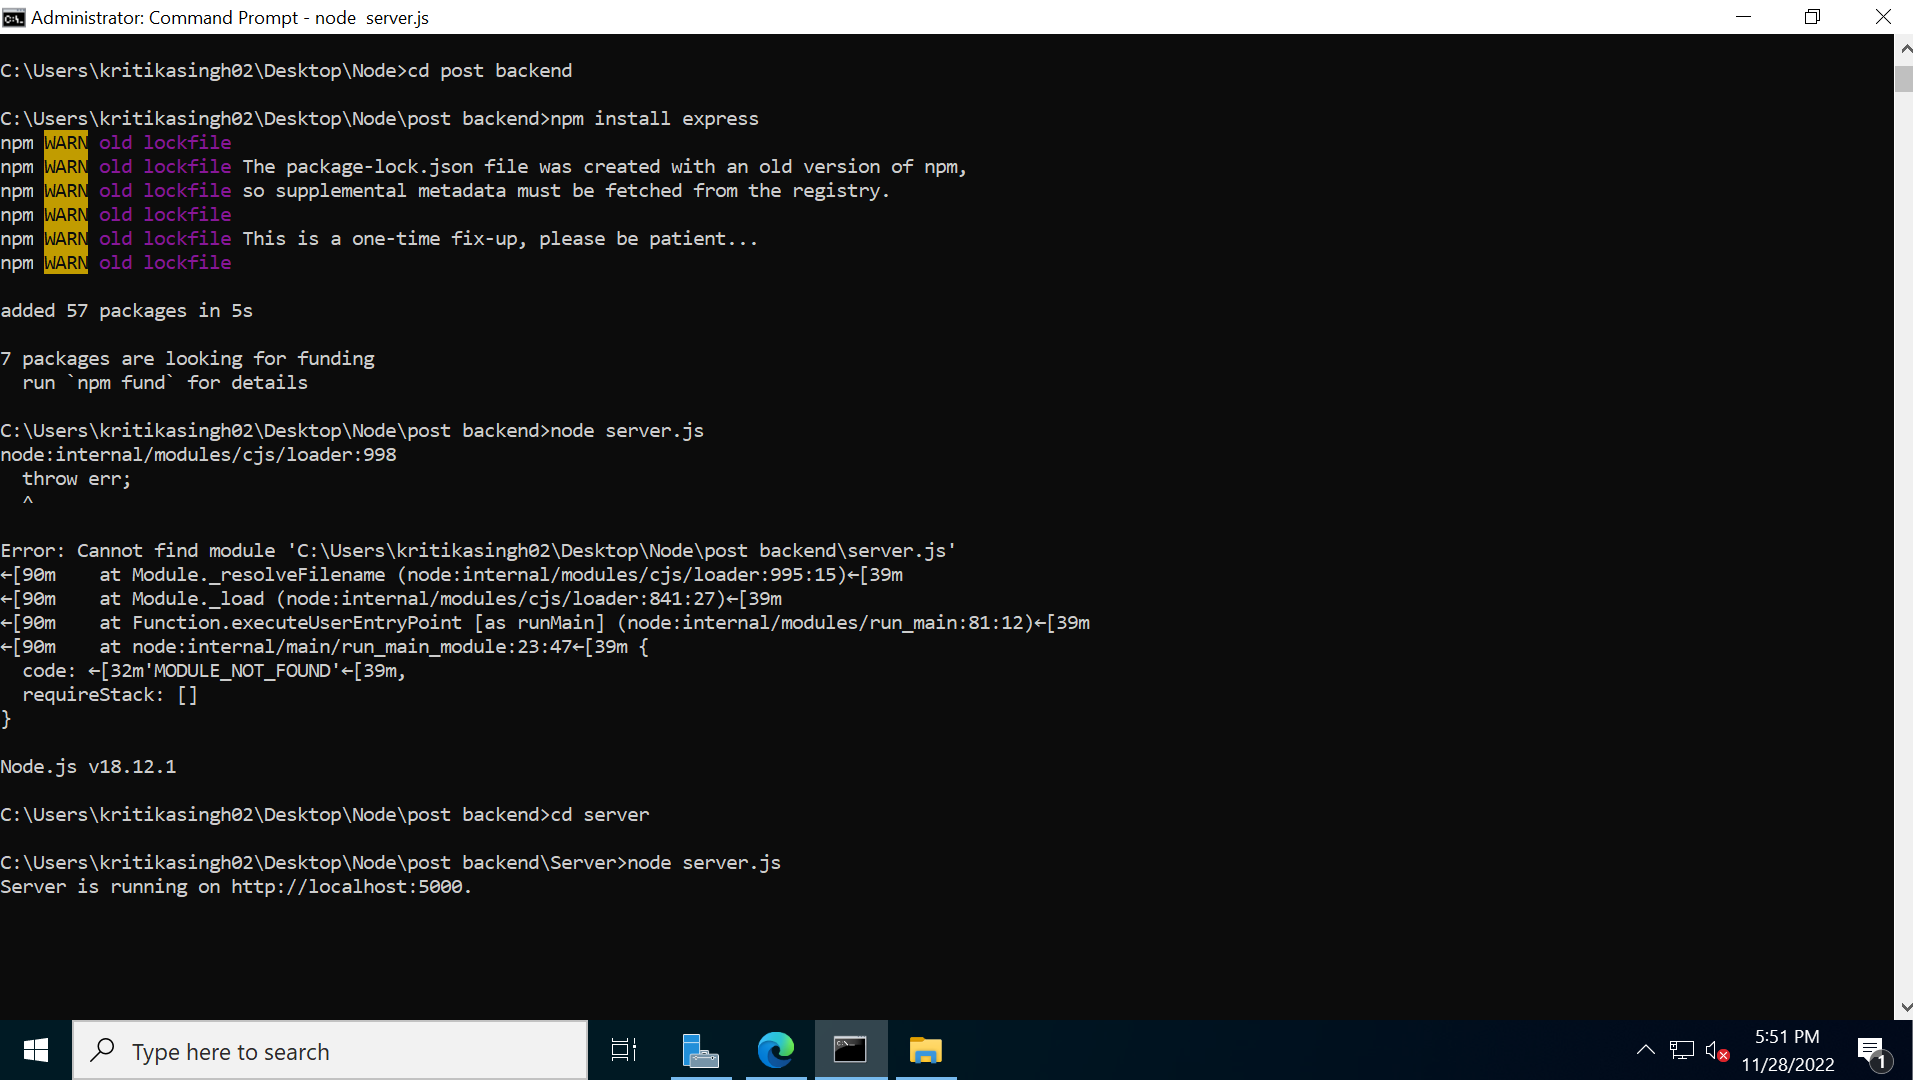 Administrator: Command Prompt - node  server.js
C:\Users\kritikasingh02\Desktop\Node>cd post backend
C:\Users\kritikasingh02\Desktop\Node\post backend>npm install express
npm WARN old lockfile
npm WARN old lockfile The package-lock.json file was created with an old version of npm,
npm WARN old lockfile so supplemental metadata must be fetched from the registry.
npm WARN old lockfile
npm WARN old lockfile This is a one-time fix-up, please be patient...
npm WARN old lockfile
added 57 packages in 5s
7 packages are looking for funding
  run `npm fund` for details
C:\Users\kritikasingh02\Desktop\Node\post backend>node server.js
node:internal/modules/cjs/loader:998
  throw err;
  ^
Error: Cannot find module 'C:\Users\kritikasingh02\Desktop\Node\post backend\server.js'
←[90m    at Module._resolveFilename (node:internal/modules/cjs/loader:995:15)←[39m
←[90m    at Module._load (node:internal/modules/cjs/loader:841:27)←[39m
←[90m    at Function.executeUserEntryPoint [as runMain] (node:internal/modules/run_main:81:12)←[39m
←[90m    at node:internal/main/run_main_module:23:47←[39m {
  code: ←[32m'MODULE_NOT_FOUND'←[39m,
  requireStack: []
}
Node.js v18.12.1
C:\Users\kritikasingh02\Desktop\Node\post backend>cd server
C:\Users\kritikasingh02\Desktop\Node\post backend\Server>node server.js
Server is running on http://localhost:5000.
Type here to search
5:51 PM
11/28/2022
1